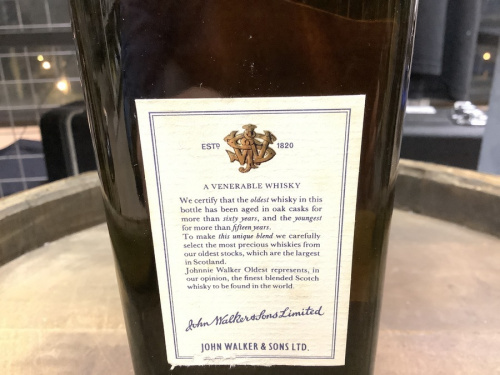 ESTD 1820
A VENERABLE WHISKY
We certify that the oldest whisky in this
bottle has been aged in oak casks for
more than sixty years, and the youngest
for more than fifteen years.
To make this unique blend we carefully
select the most precious whiskies from
our oldest stocks, which are the largest
in Scotland.
Johnnie Walker Oldest represents, in
our opinion, the finest blended Scotch
whisky to be found in the world.
John Walker & Sons Limited
JOHN WALKER & SONS LTD.